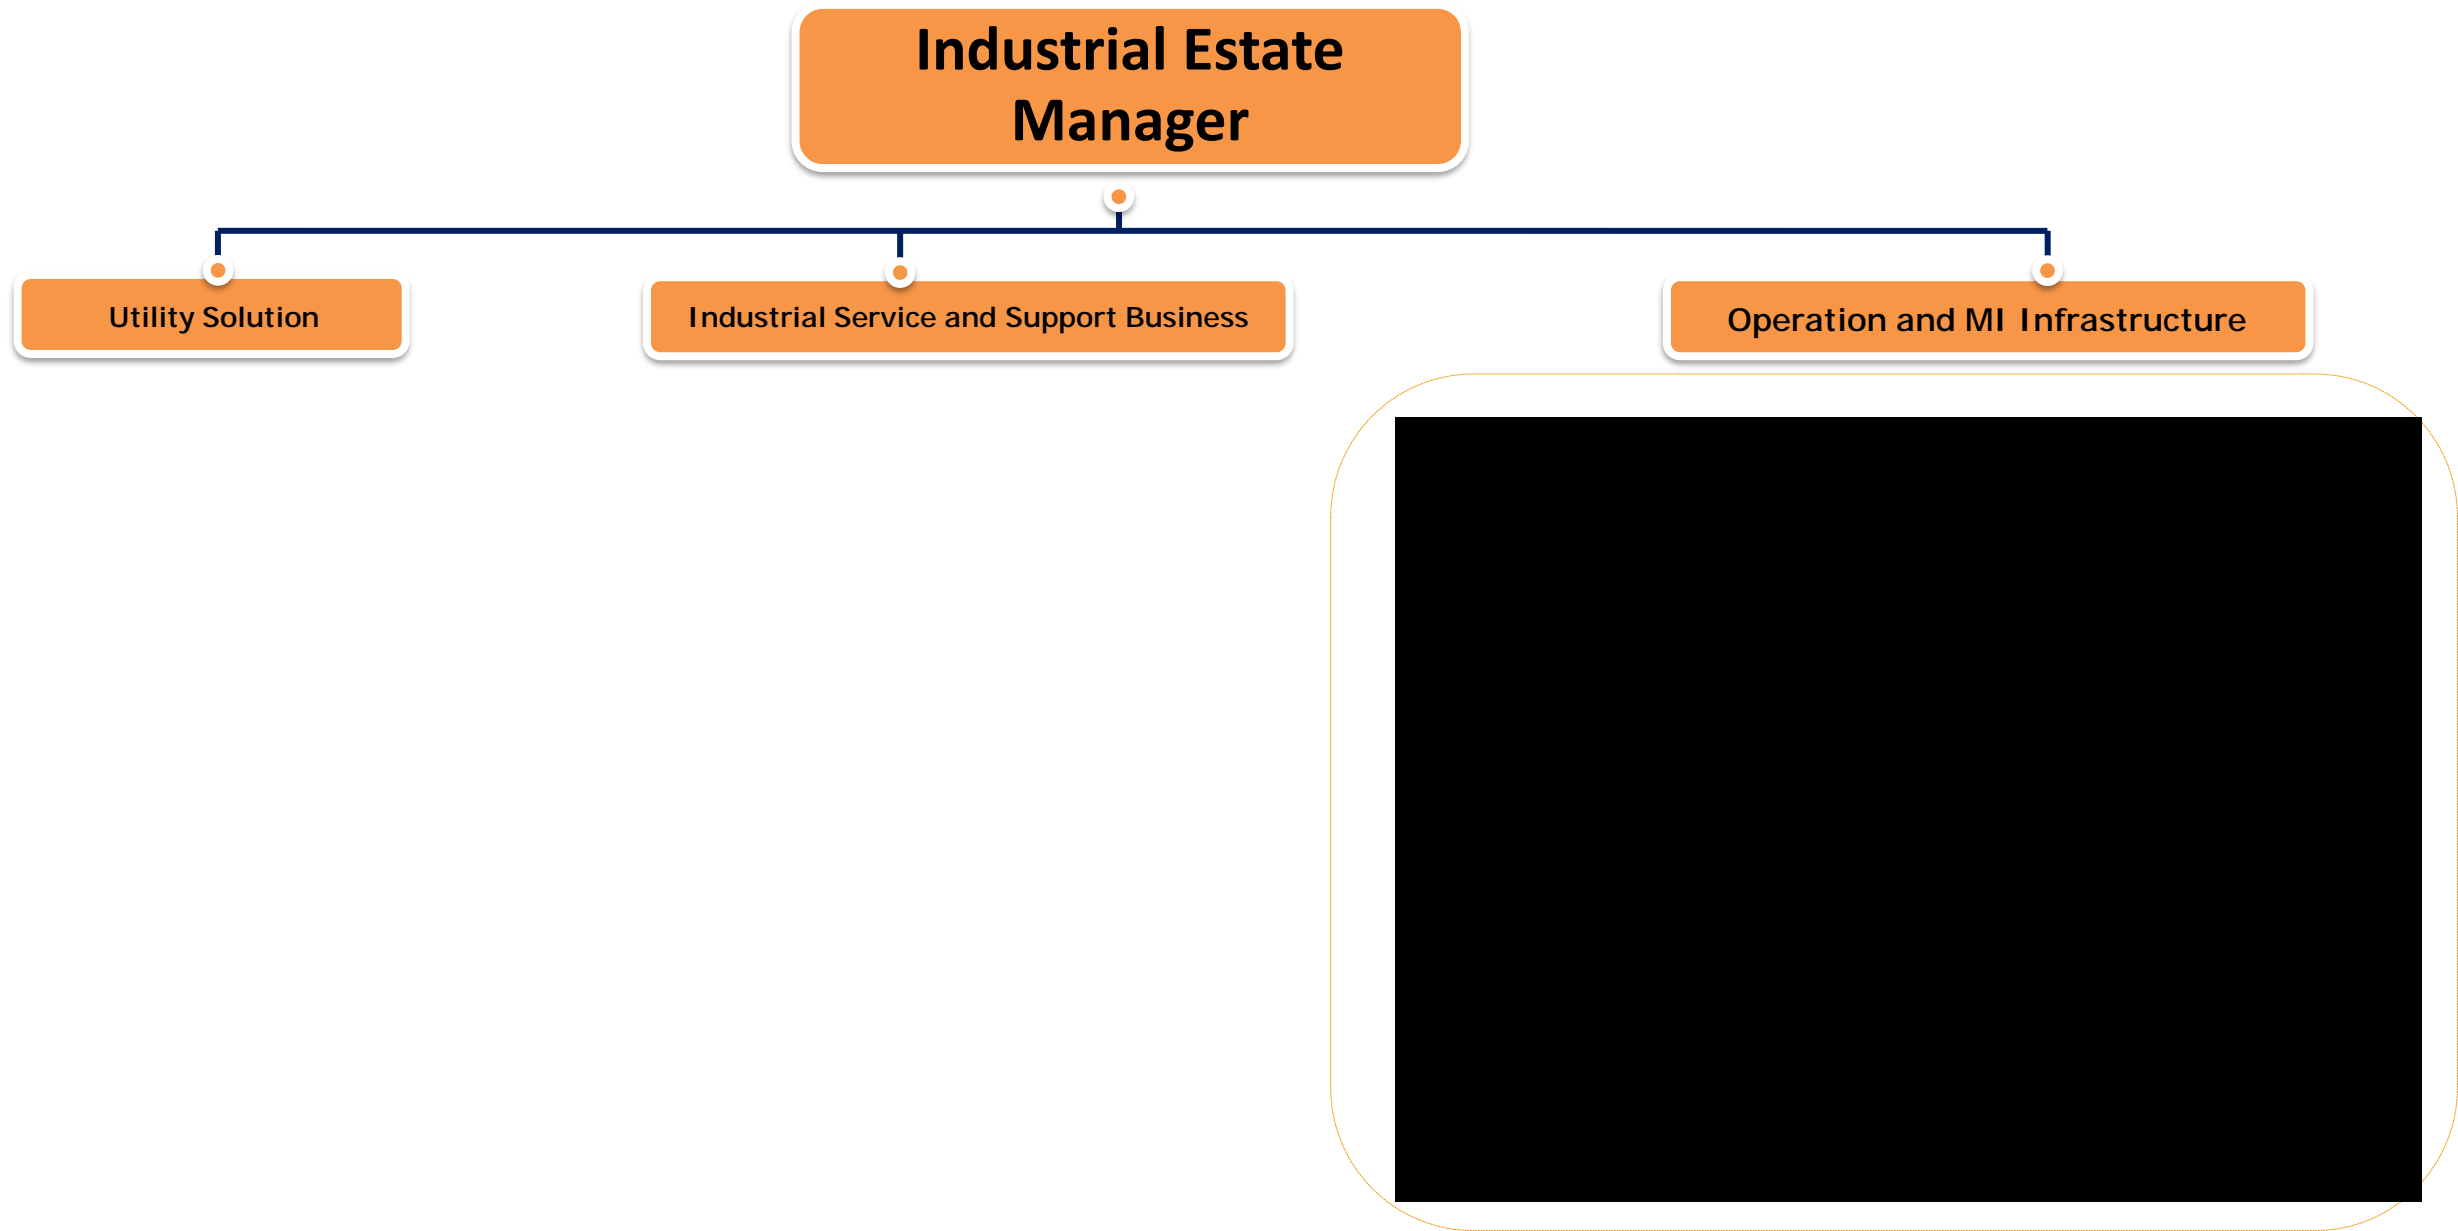 Industrial Estate
Manager
Utility Solution
Industrial Service and Support Business
Operation and MI Infrastructure